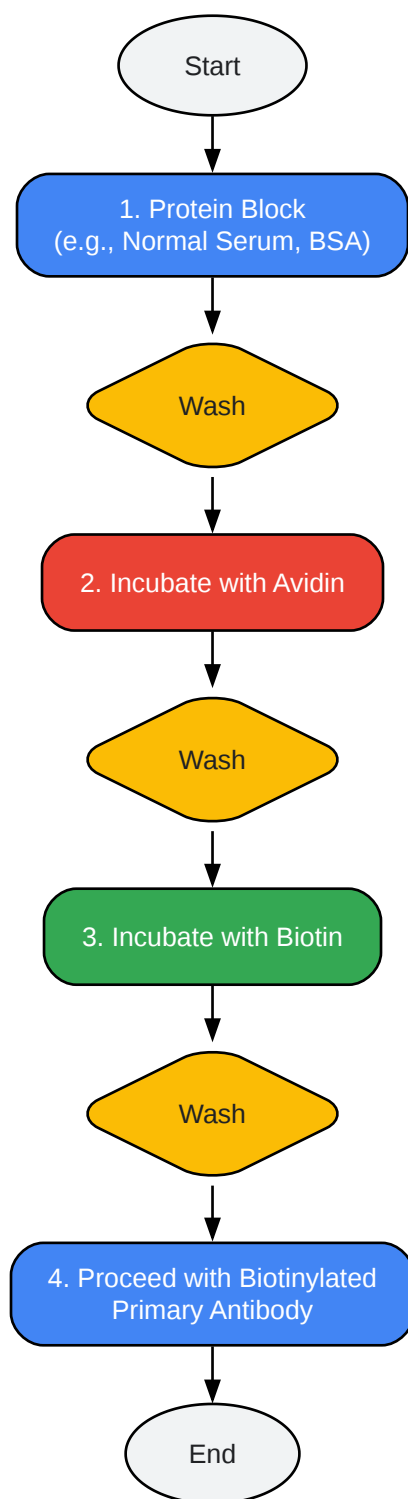 Start
1. Protein Block
(e.g., Normal Serum, BSA)
Wash
2. Incubate with Avidin
Wash
3. Incubate with Biotin
Wash
4. Proceed with Biotinylated
Primary Antibody
End